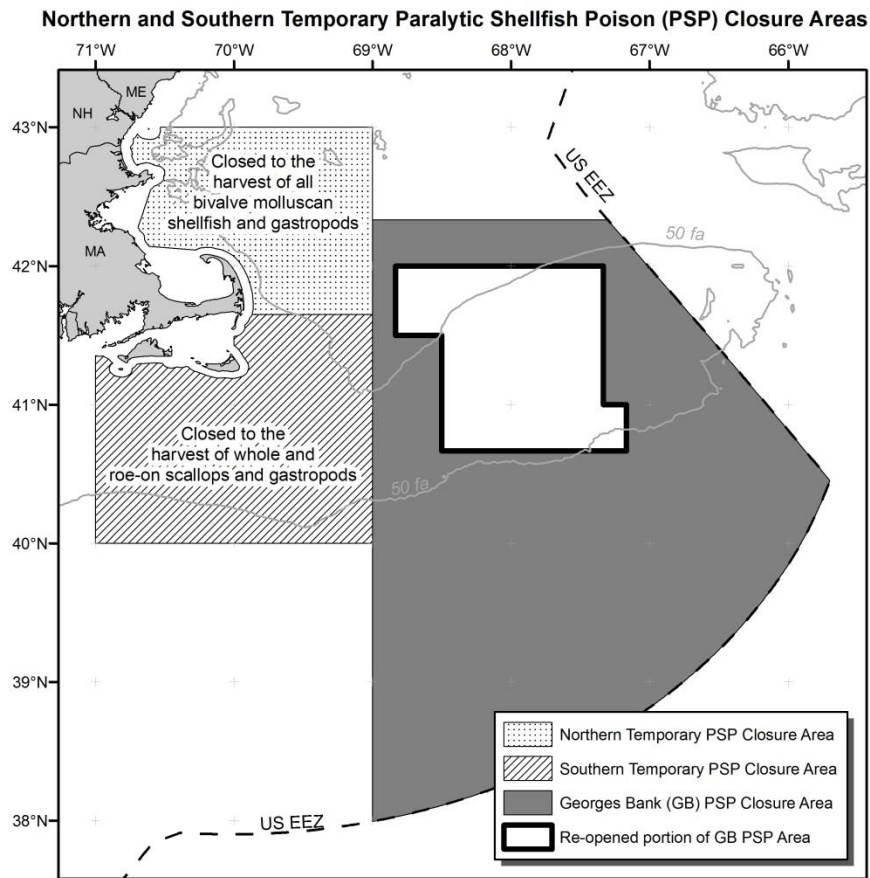 Northern and Southern Temporary Paralytic Shellfish Poison (PSP) Closure Areas
71°W 70°W 69°W 68°W 67°W 66°W
ME
NH
43°N
US EEZ
Closed to the
harvest of all
bivalve molluscan
shellfish and gastropods
50 fa
MA
42°N
41°N
Closed to the
harvest of whole and
roe-on scallops and gastropods
50 fa
40°N
39°N
Northern Temporary PSP Closure Area
Southern Temporary PSP Closure Area
Georges Bank (GB) PSP Closure Area
Re-opened portion of GB PSP Area
38°N
US EEZ